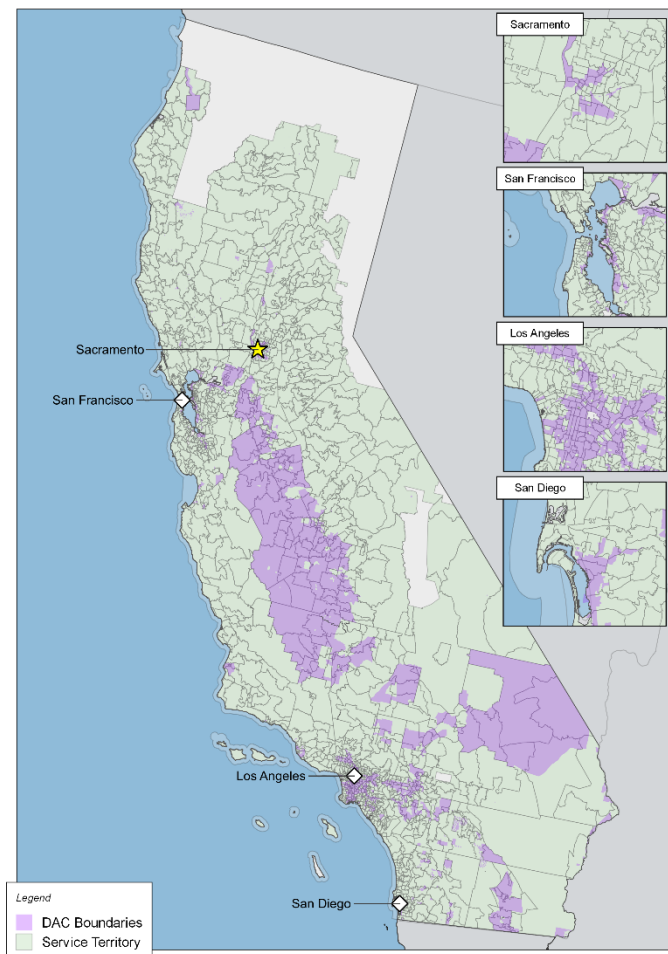 Sacramento
San Francisco
Los Angeles
San Diego
Sacramento
San Francisco
Los Angeles
San Diego
Legend
DAC Boundaries
Service Territory